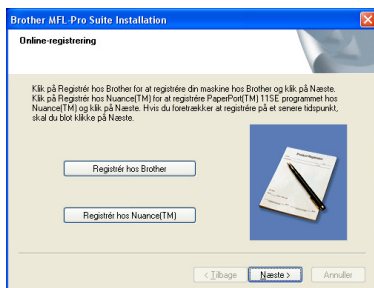 Brother MFL-Pro Suite Installation
Online-registrering
Klik på Registrér hos Brother for at registrére din maskine hos Brother og klik på Næste.
Klik på Registrér hos Nuance(TM) for at registrére PaperPort(TM) 11SE programmet hos
Nuance(TM) og klik på Næste. Hvis du foretrækker at registrére på et senere tidspunkt,
skal du blot klikke på Næste.
Registrér hos Brother
Registrér hos Nuance(TM)
< Tilbage
Næste >
Annuller